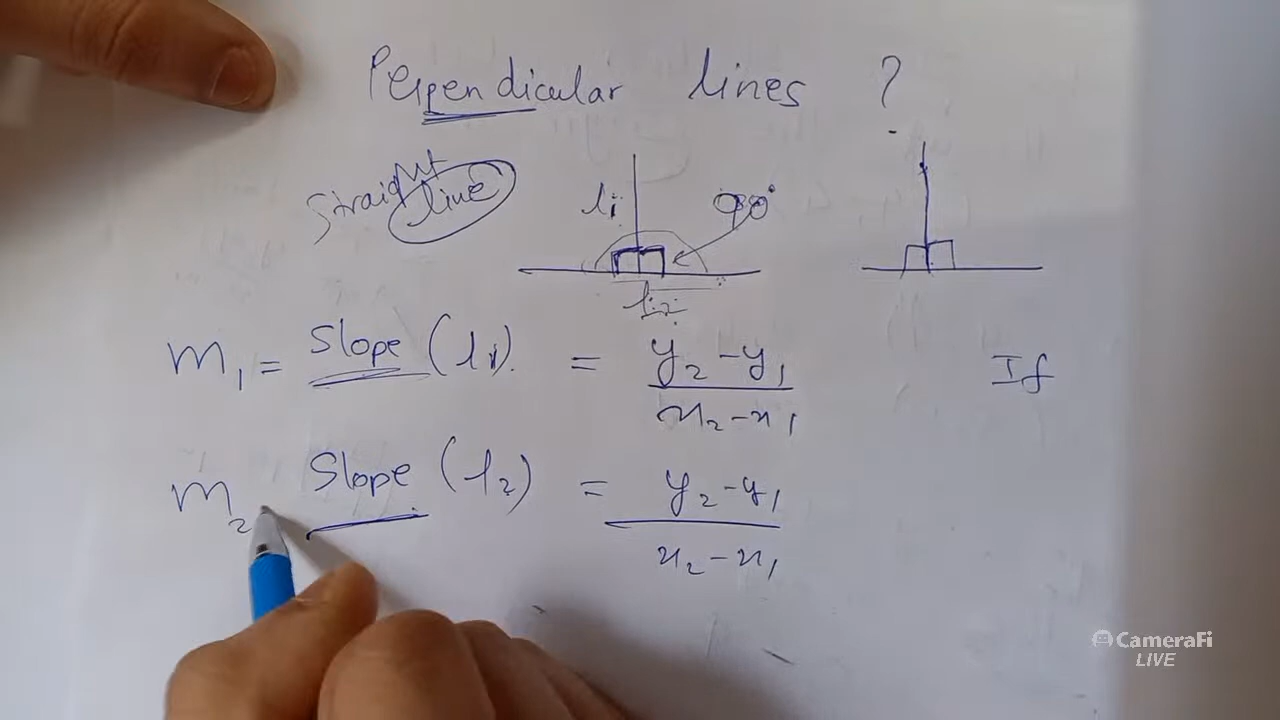 Perpendicular lines ?
straight line
l1 90°
l2
m1 = Slope (l1). = y2 - y1 If
x2 - x1
m2 Slope (l2) = y2 - y1
x2 - x1
CameraFi
LIVE